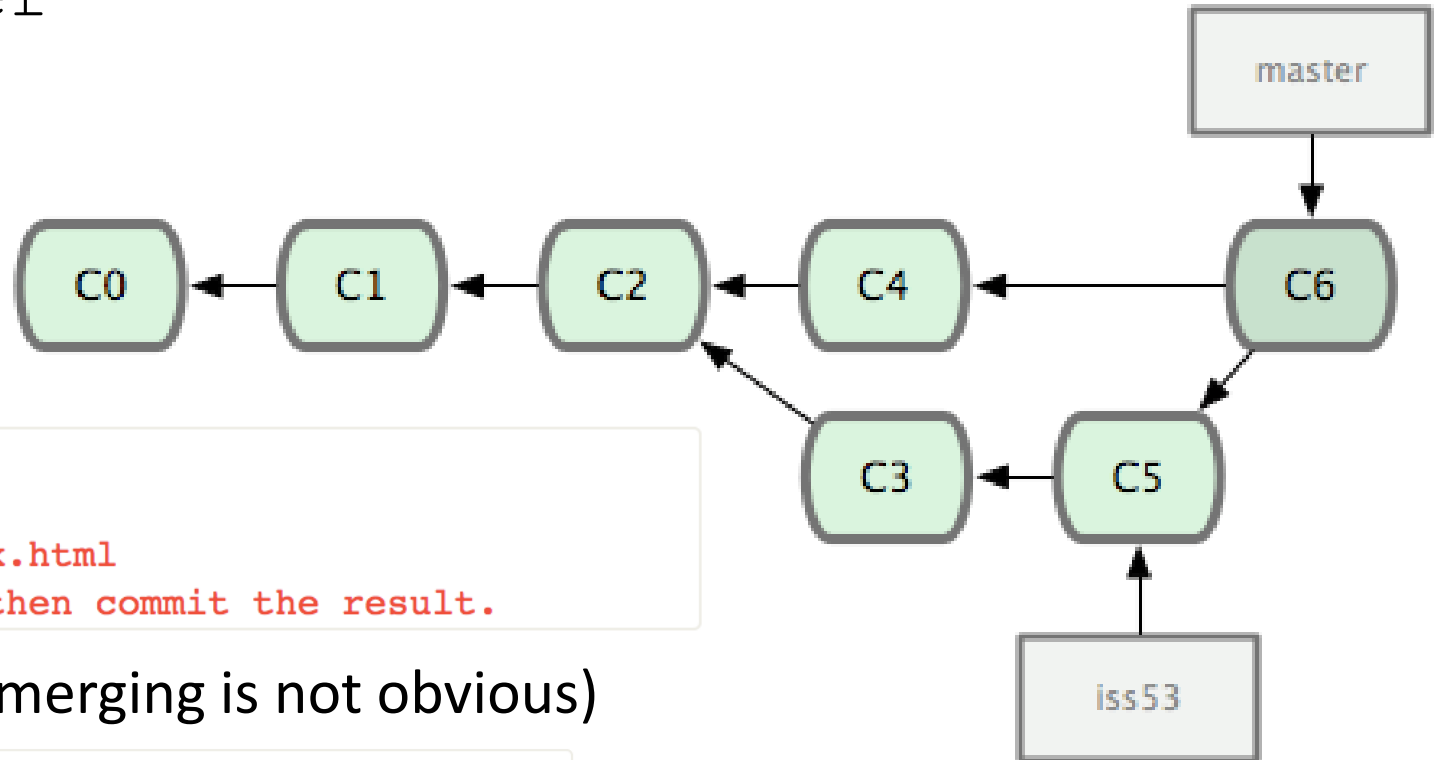 master
C0 C1 C2 C4 C6
C3 C5
.html
then commit the result.
merging is not obvious)
iss53